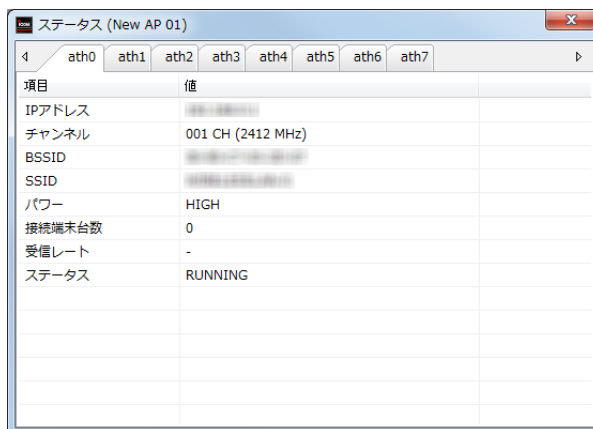 ICOM ステータス (New AP 01)
ath0 ath1 ath2 ath3 ath4 ath5 ath6 ath7
項目 値
IPアドレス
チャンネル 001 CH (2412 MHz)
BSSID
SSID
パワー HIGH
接続端末台数 0
受信レート -
ステータス RUNNING